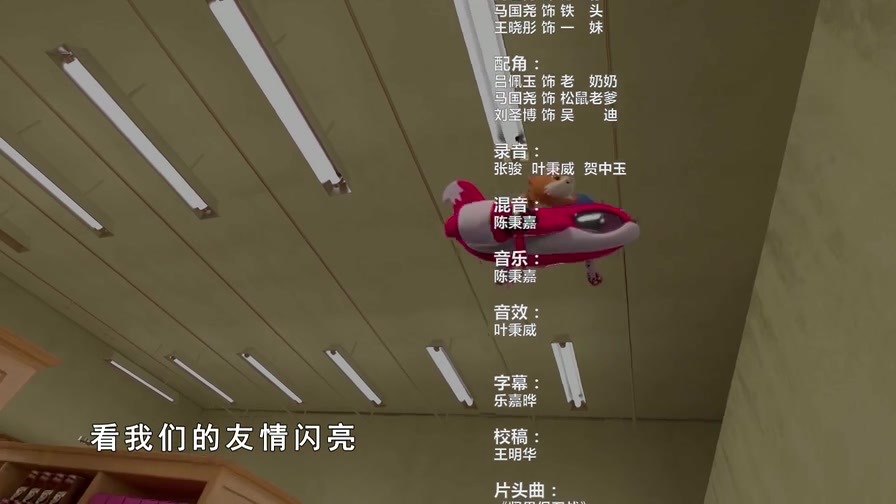 马国尧 饰 铁 头
王晓彤 饰 一 妹
配角：
吕佩玉 饰 老 奶奶
马国尧 饰 松鼠老爹
刘圣博 饰 吴 迪
录音：
张骏 叶秉威 贺中玉
混音：
陈秉嘉
音乐：
陈秉嘉
音效：
叶秉威
字幕：
乐嘉晔
校稿：
王明华
片头曲：
看我们的友情闪亮